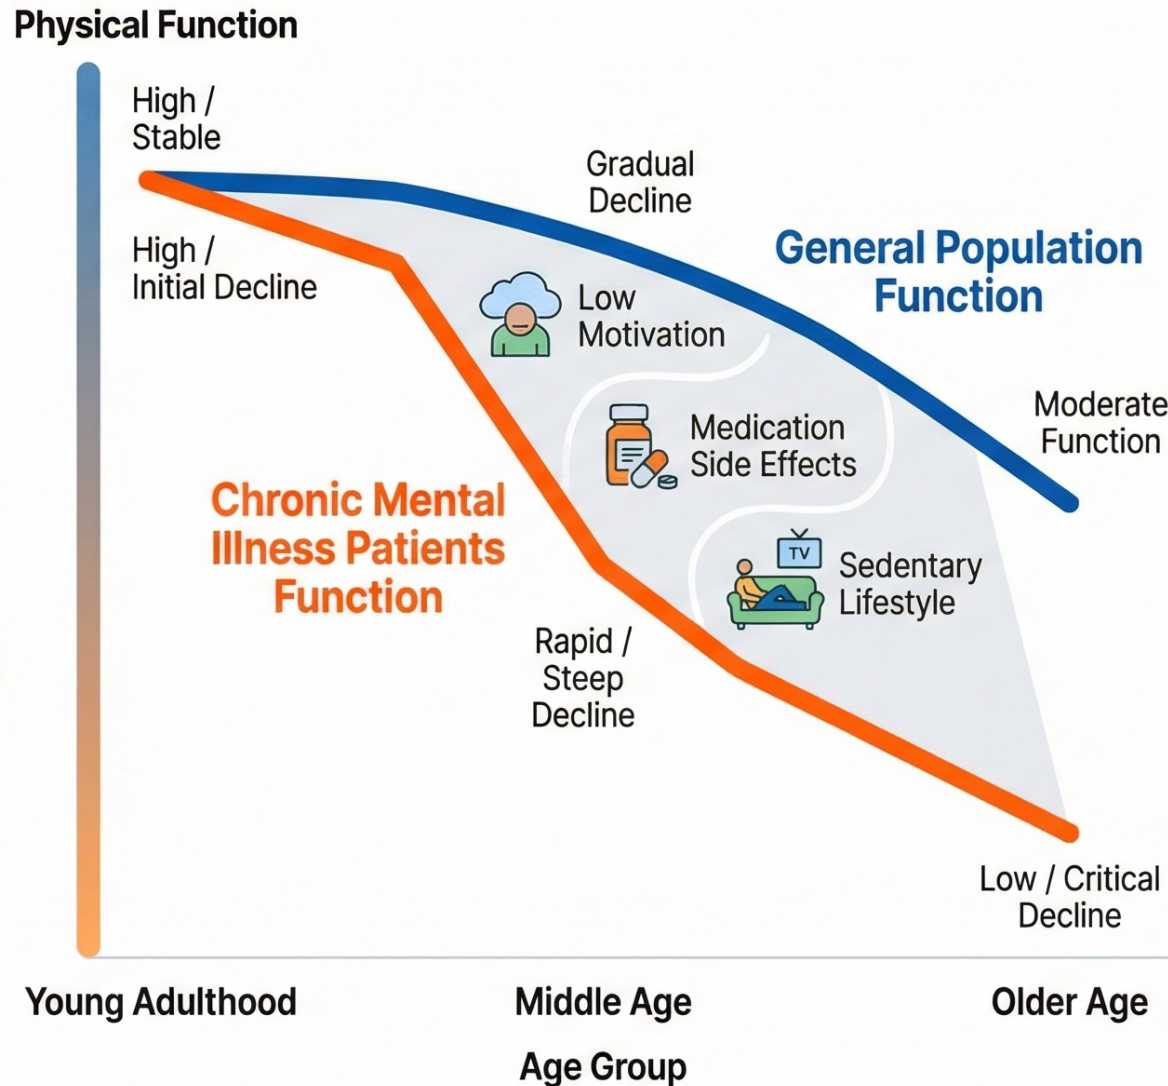 Physical Function
High /
Stable
Gradual
Decline
General Population
Function
High /
Initial Decline
Low
Motivation
Moderate
Function
Medication
Side Effects
Chronic Mental
Illness Patients
Function
TV
Sedentary
Lifestyle
Rapid /
Steep
Decline
Low / Critical
Decline
Young Adulthood
Middle Age
Older Age
Age Group